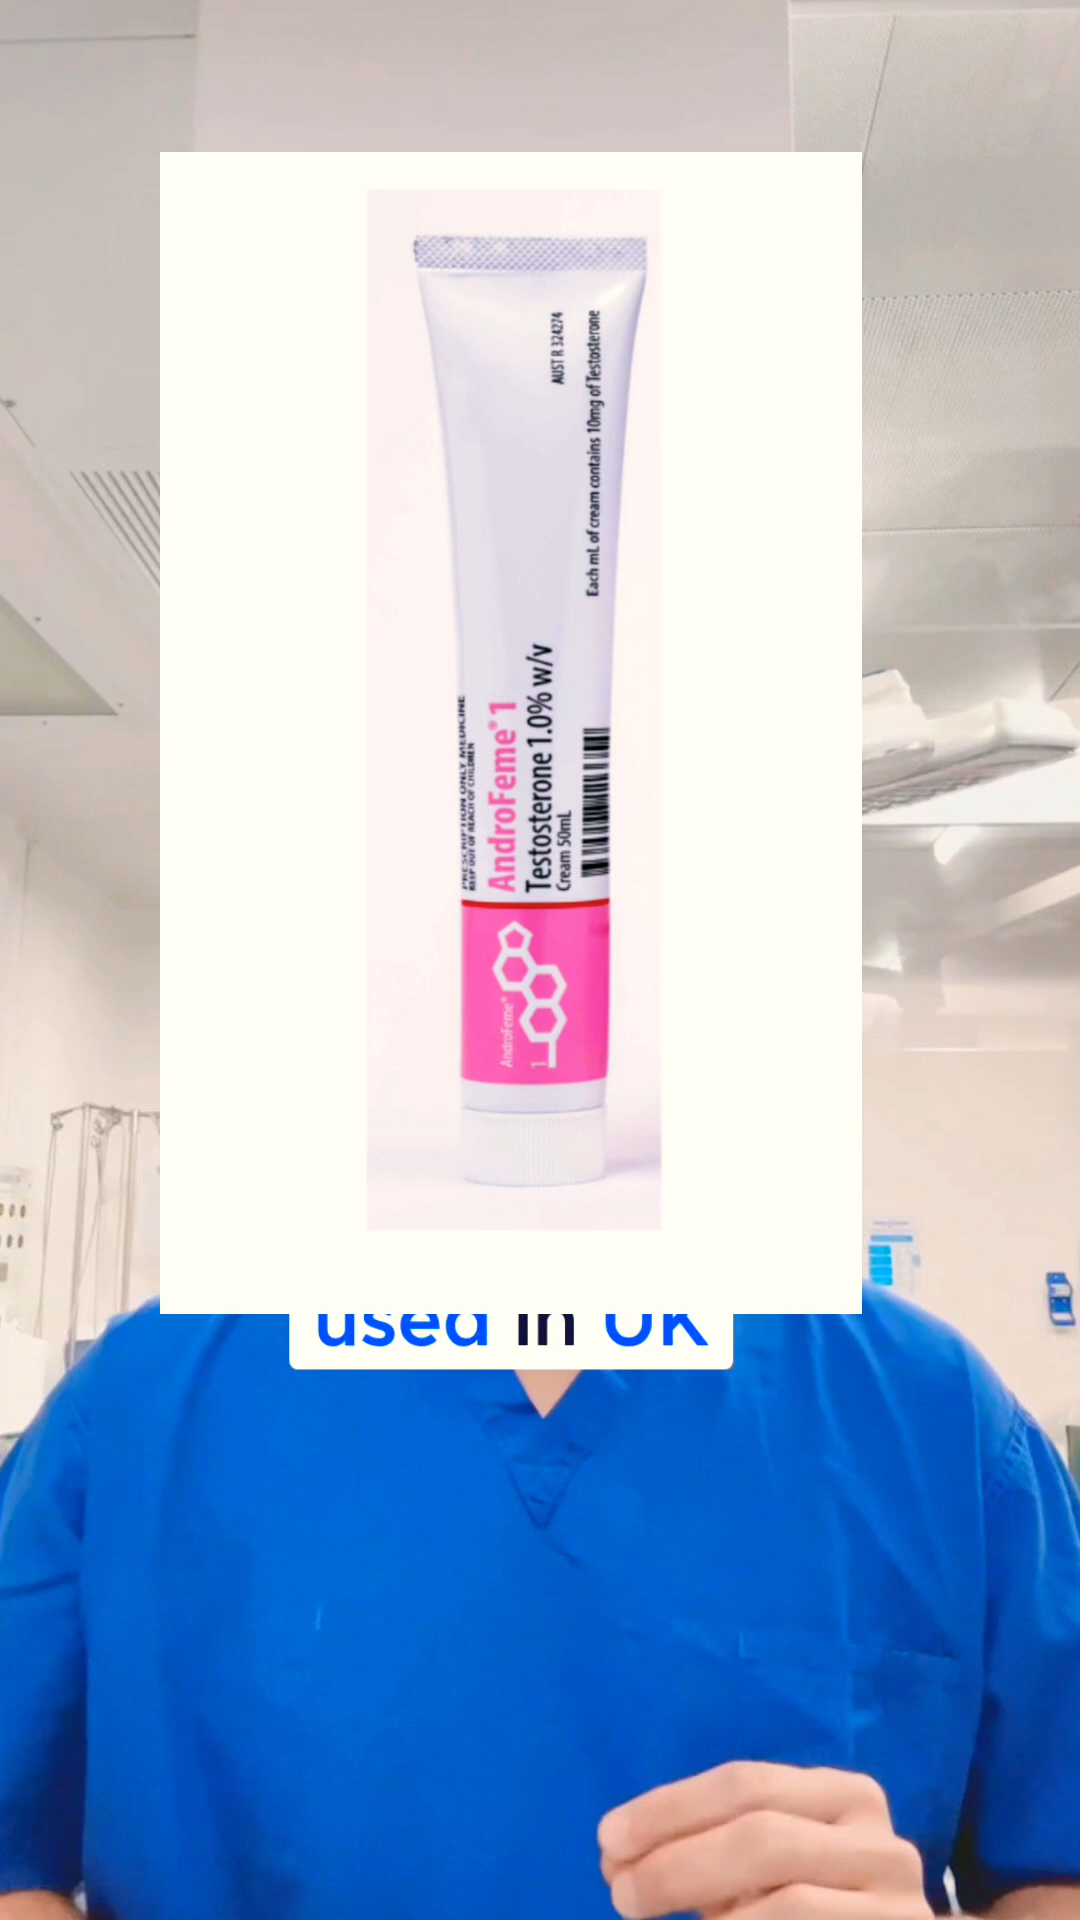 AUST R 324274
Each mL of cream contains 10mg of Testosterone
PRESCRIPTION ONLY MEDICINE
KEEP OUT OF REACH OF CHILDREN
AndroFeme® 1
Testosterone 1.0% w/v
Cream 50mL
AndroFeme®
1
used in UK